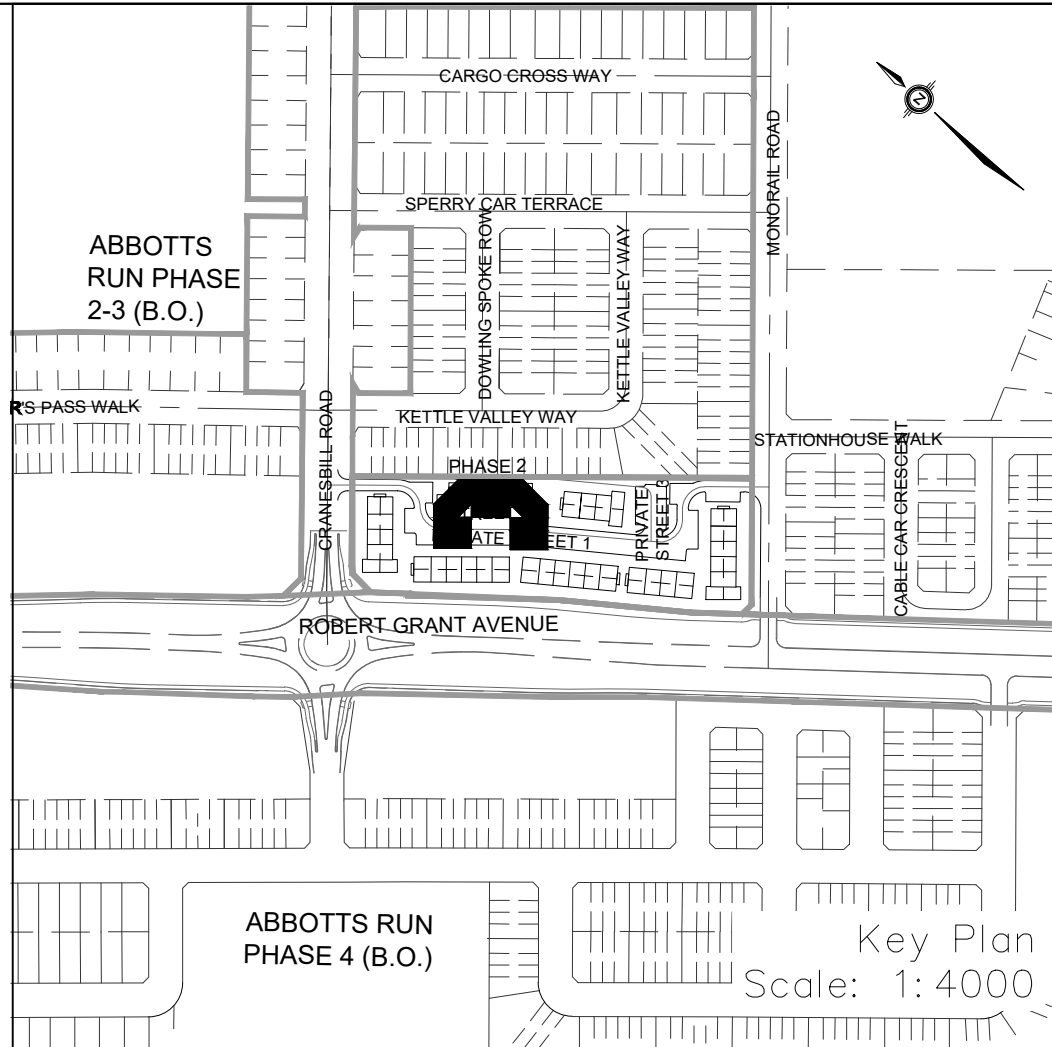 CARGO CROSS WAY
MONORAIL ROAD
N
SPERRY CAR TERRACE
ABBOTTS
RUN PHASE
2-3 (B.O.)
DOWLING SPOKE ROW
KETTLE VALLEY WAY
R'S PASS WALK
CRANESBILL ROAD
KETTLE VALLEY WAY
STATIONHOUSE WALK
CABLE CAR CRESCENT
PHASE 2
PRIVATE
STREET 3
EET 1
ROBERT GRANT AVENUE
ABBOTTS RUN
PHASE 4 (B.O.)
Key Plan
Scale: 1:4000